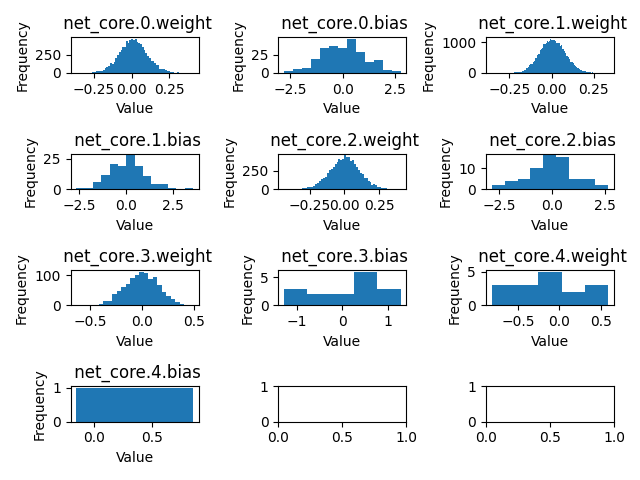 net_core.0.weight net_core.0.bias net_core.1.weight
Frequency 250 0 Frequency 25 0 Frequency 1000 0
−0.25 0.00 0.25 −2.5 0.0 2.5 −0.25 0.00 0.25
Value Value Value
net_core.1.bias net_core.2.weight net_core.2.bias
Frequency 25 0 Frequency 250 0 Frequency 10 0
−2.5 0.0 2.5 −0.25 0.00 0.25 −2.5 0.0 2.5
Value Value Value
net_core.3.weight net_core.3.bias net_core.4.weight
Frequency 100 0 Frequency 5 0 Frequency 5 0
−0.5 0.0 0.5 −1 0 1 −0.5 0.0 0.5
Value Value Value
net_core.4.bias
Frequency 1 0 1 0 1 0
0.0 0.5 0.0 0.5 1.0 0.0 0.5 1.0
Value